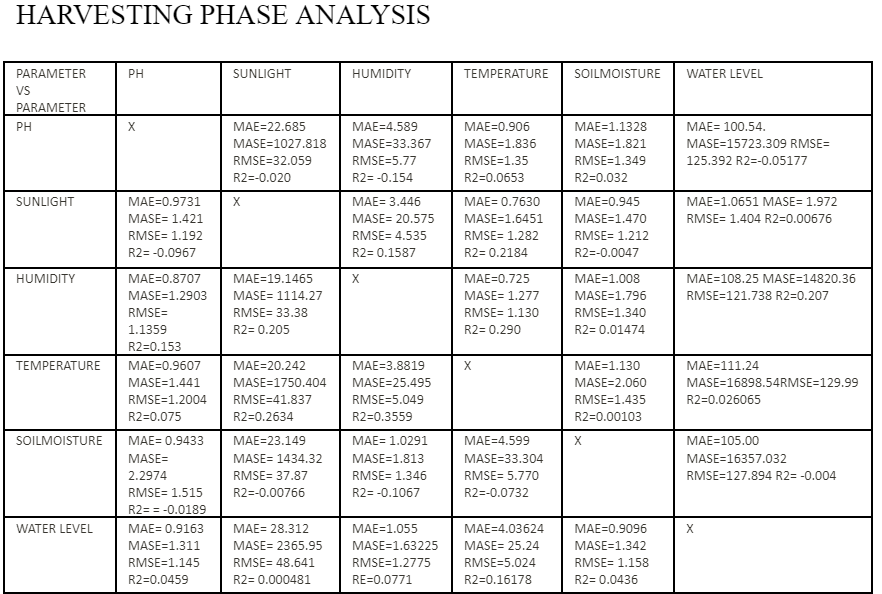 HARVESTING PHASE ANALYSIS
PARAMETER
VS
PARAMETER
PH
SUNLIGHT
HUMIDITY
TEMPERATURE
SOILMOISTURE
WATER LEVEL
PH
X
MAE=22.685
MASE=1027.818
RMSE=32.059
R2=-0.020
MAE=4.589
MASE=33.367
RMSE=5.77
R2= -0.154
MAE=0.906
MASE=1.836
RMSE=1.35
R2=0.0653
MAE=1.1328
MASE=1.821
RMSE=1.349
R2=0.032
MAE= 100.54.
MASE=15723.309 RMSE=
125.392 R2=-0.05177
SUNLIGHT
MAE=0.9731
MASE= 1.421
RMSE= 1.192
R2= -0.0967
X
MAE= 3.446
MASE= 20.575
RMSE= 4.535
R2= 0.1587
MAE= 0.7630
MASE=1.6451
RMSE= 1.282
R2= 0.2184
MAE=0.945
MASE=1.470
RMSE= 1.212
R2=-0.0047
MAE=1.0651 MASE= 1.972
RMSE= 1.404 R2=0.00676
HUMIDITY
MAE=0.8707
MASE=1.2903
RMSE=
1.1359
R2=0.153
MAE=19.1465
MASE= 1114.27
RMSE= 33.38
R2= 0.205
X
MAE=0.725
MASE= 1.277
RMSE= 1.130
R2= 0.290
MAE=1.008
MASE=1.796
RMSE=1.340
R2= 0.01474
MAE=108.25 MASE=14820.36
RMSE=121.738 R2=0.207
TEMPERATURE
MAE=0.9607
MASE=1.441
RMSE=1.2004
R2=0.075
MAE=20.242
MASE=1750.404
RMSE=41.837
R2=0.2634
MAE=3.8819
MASE=25.495
RMSE=5.049
R2=0.3559
X
MAE=1.130
MASE=2.060
RMSE=1.435
R2=0.00103
MAE=111.24
MASE=16898.54RMSE=129.99
R2=0.026065
SOILMOISTURE
MAE= 0.9433
MASE=
2.2974
RMSE= 1.515
R2= = -0.0189
MAE=23.149
MASE= 1434.32
RMSE= 37.87
R2=-0.00766
MAE= 1.0291
MASE=1.813
RMSE= 1.346
R2= -0.1067
MAE=4.599
MASE=33.304
RMSE= 5.770
R2=-0.0732
X
MAE=105.00
MASE=16357.032
RMSE=127.894 R2= -0.004
WATER LEVEL
MAE= 0.9163
MASE=1.311
RMSE=1.145
R2=0.0459
MAE= 28.312
MASE= 2365.95
RMSE= 48.641
R2= 0.000481
MAE=1.055
MASE=1.63225
RMSE=1.2775
RE=0.0771
MAE=4.03624
MASE= 25.24
RMSE=5.024
R2=0.16178
MAE=0.9096
MASE=1.342
RMSE= 1.158
R2= 0.0436
X